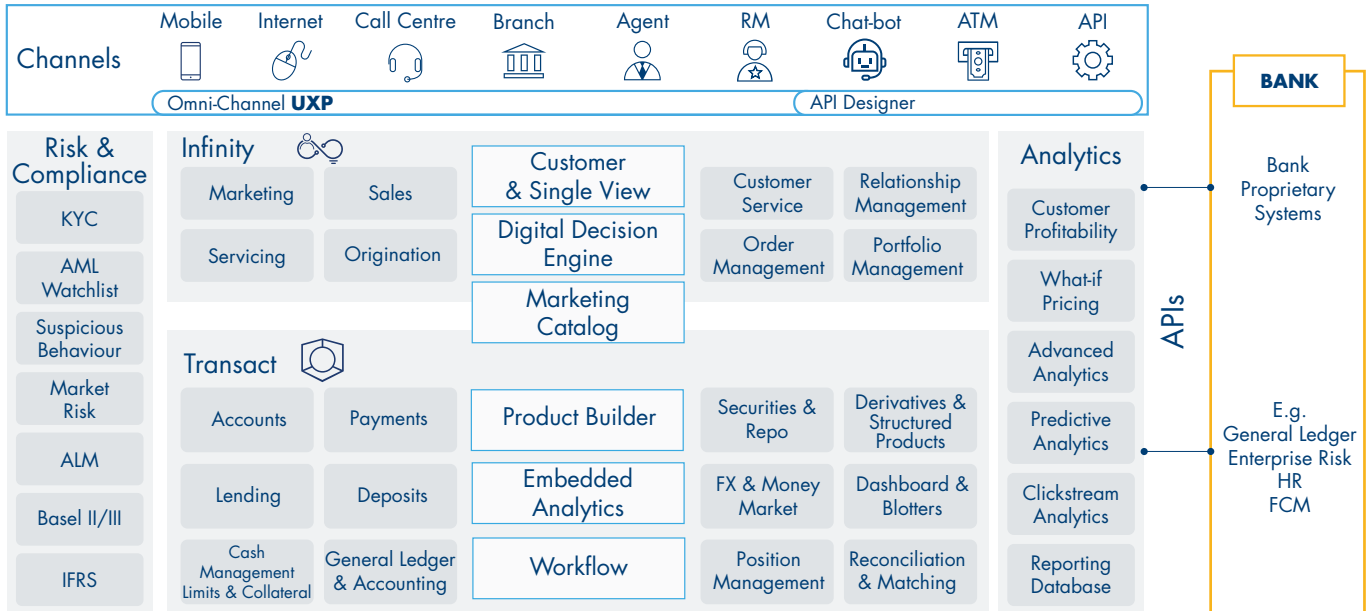 Channels
Mobile
Internet
Call Centre
Branch
Agent
RM
Chat-bot
ATM
API
Omni-Channel UXP
API Designer
Risk &
Compliance
KYC
AML
Watchlist
Suspicious
Behaviour
Market
Risk
ALM
Basel II/III
IFRS
Infinity
Marketing
Sales
Servicing
Origination
Customer
& Single View
Digital Decision
Engine
Marketing
Catalog
Customer
Service
Relationship
Management
Order
Management
Portfolio
Management
Transact
Accounts
Payments
Lending
Deposits
Cash
Management
Limits & Collateral
General Ledger
& Accounting
Product Builder
Embedded
Analytics
Workflow
Securities &
Repo
Derivatives &
Structured
Products
FX & Money
Market
Dashboard &
Blotters
Position
Management
Reconciliation
& Matching
Analytics
Customer
Profitability
What-if
Pricing
Advanced
Analytics
Predictive
Analytics
Clickstream
Analytics
Reporting
Database
APIs
BANK
Bank
Proprietary
Systems
E.g.
General Ledger
Enterprise Risk
HR
FCM